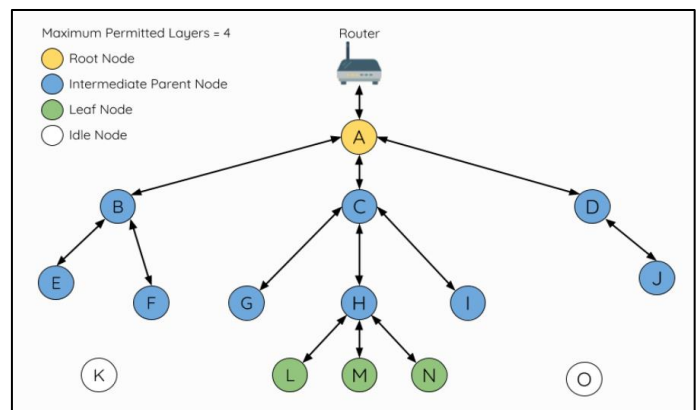 Maximum Permitted Layers = 4
Router
Root Node
Intermediate Parent Node
Leaf Node
Idle Node
A
B
C
D
E
F
G
H
I
J
K
L
M
N
O